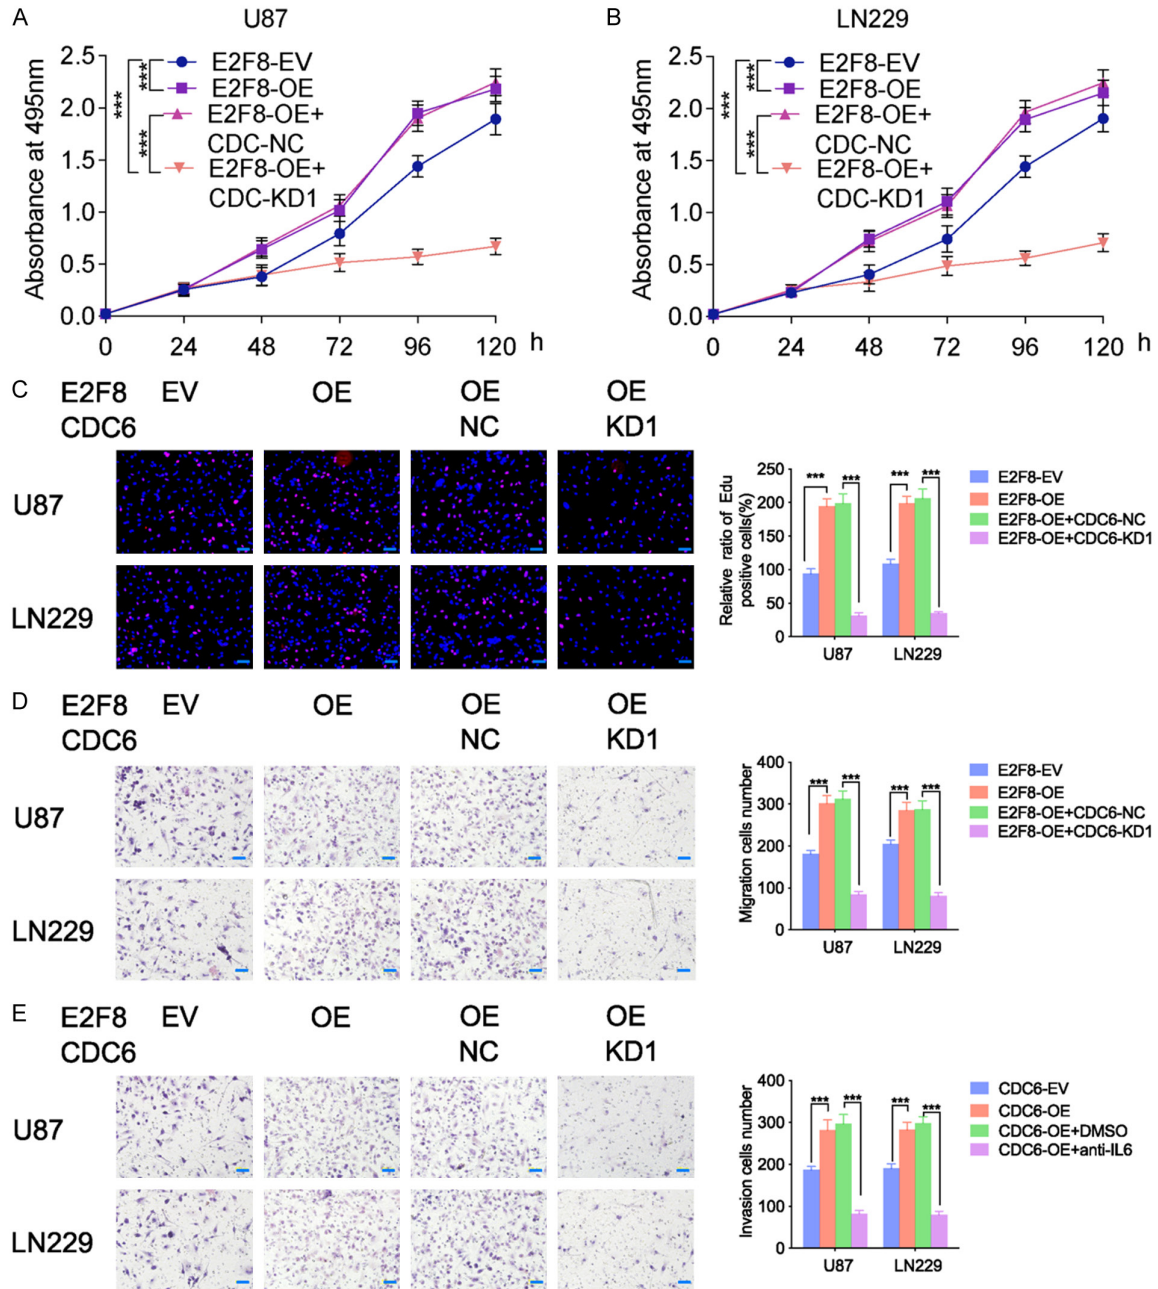 A
U87
Absorbance at 495nm
2.5
2.0
1.5
1.0
0.5
0.0
0 24 48 72 96 120 h
***
***
***
E2F8-EV
E2F8-OE
E2F8-OE+
CDC-NC
E2F8-OE+
CDC-KD1
B
LN229
Absorbance at 495nm
2.5
2.0
1.5
1.0
0.5
0.0
0 24 48 72 96 120 h
***
***
***
E2F8-EV
E2F8-OE
E2F8-OE+
CDC-NC
E2F8-OE+
CDC-KD1
C
E2F8 EV OE OE OE
CDC6 NC KD1
U87
LN229
Relative ratio of Edu
positive cells(%)
250
200
150
100
50
0
*** *** *** ***
U87 LN229
E2F8-EV
E2F8-OE
E2F8-OE+CDC6-NC
E2F8-OE+CDC6-KD1
D
E2F8 EV OE OE OE
CDC6 NC KD1
U87
LN229
Migration cells number
400
300
200
100
0
*** *** *** ***
U87 LN229
E2F8-EV
E2F8-OE
E2F8-OE+CDC6-NC
E2F8-OE+CDC6-KD1
E
E2F8 EV OE OE OE
CDC6 NC KD1
U87
LN229
Invasion cells number
400
300
200
100
0
*** *** *** ***
U87 LN229
CDC6-EV
CDC6-OE
CDC6-OE+DMSO
CDC6-OE+anti-IL6